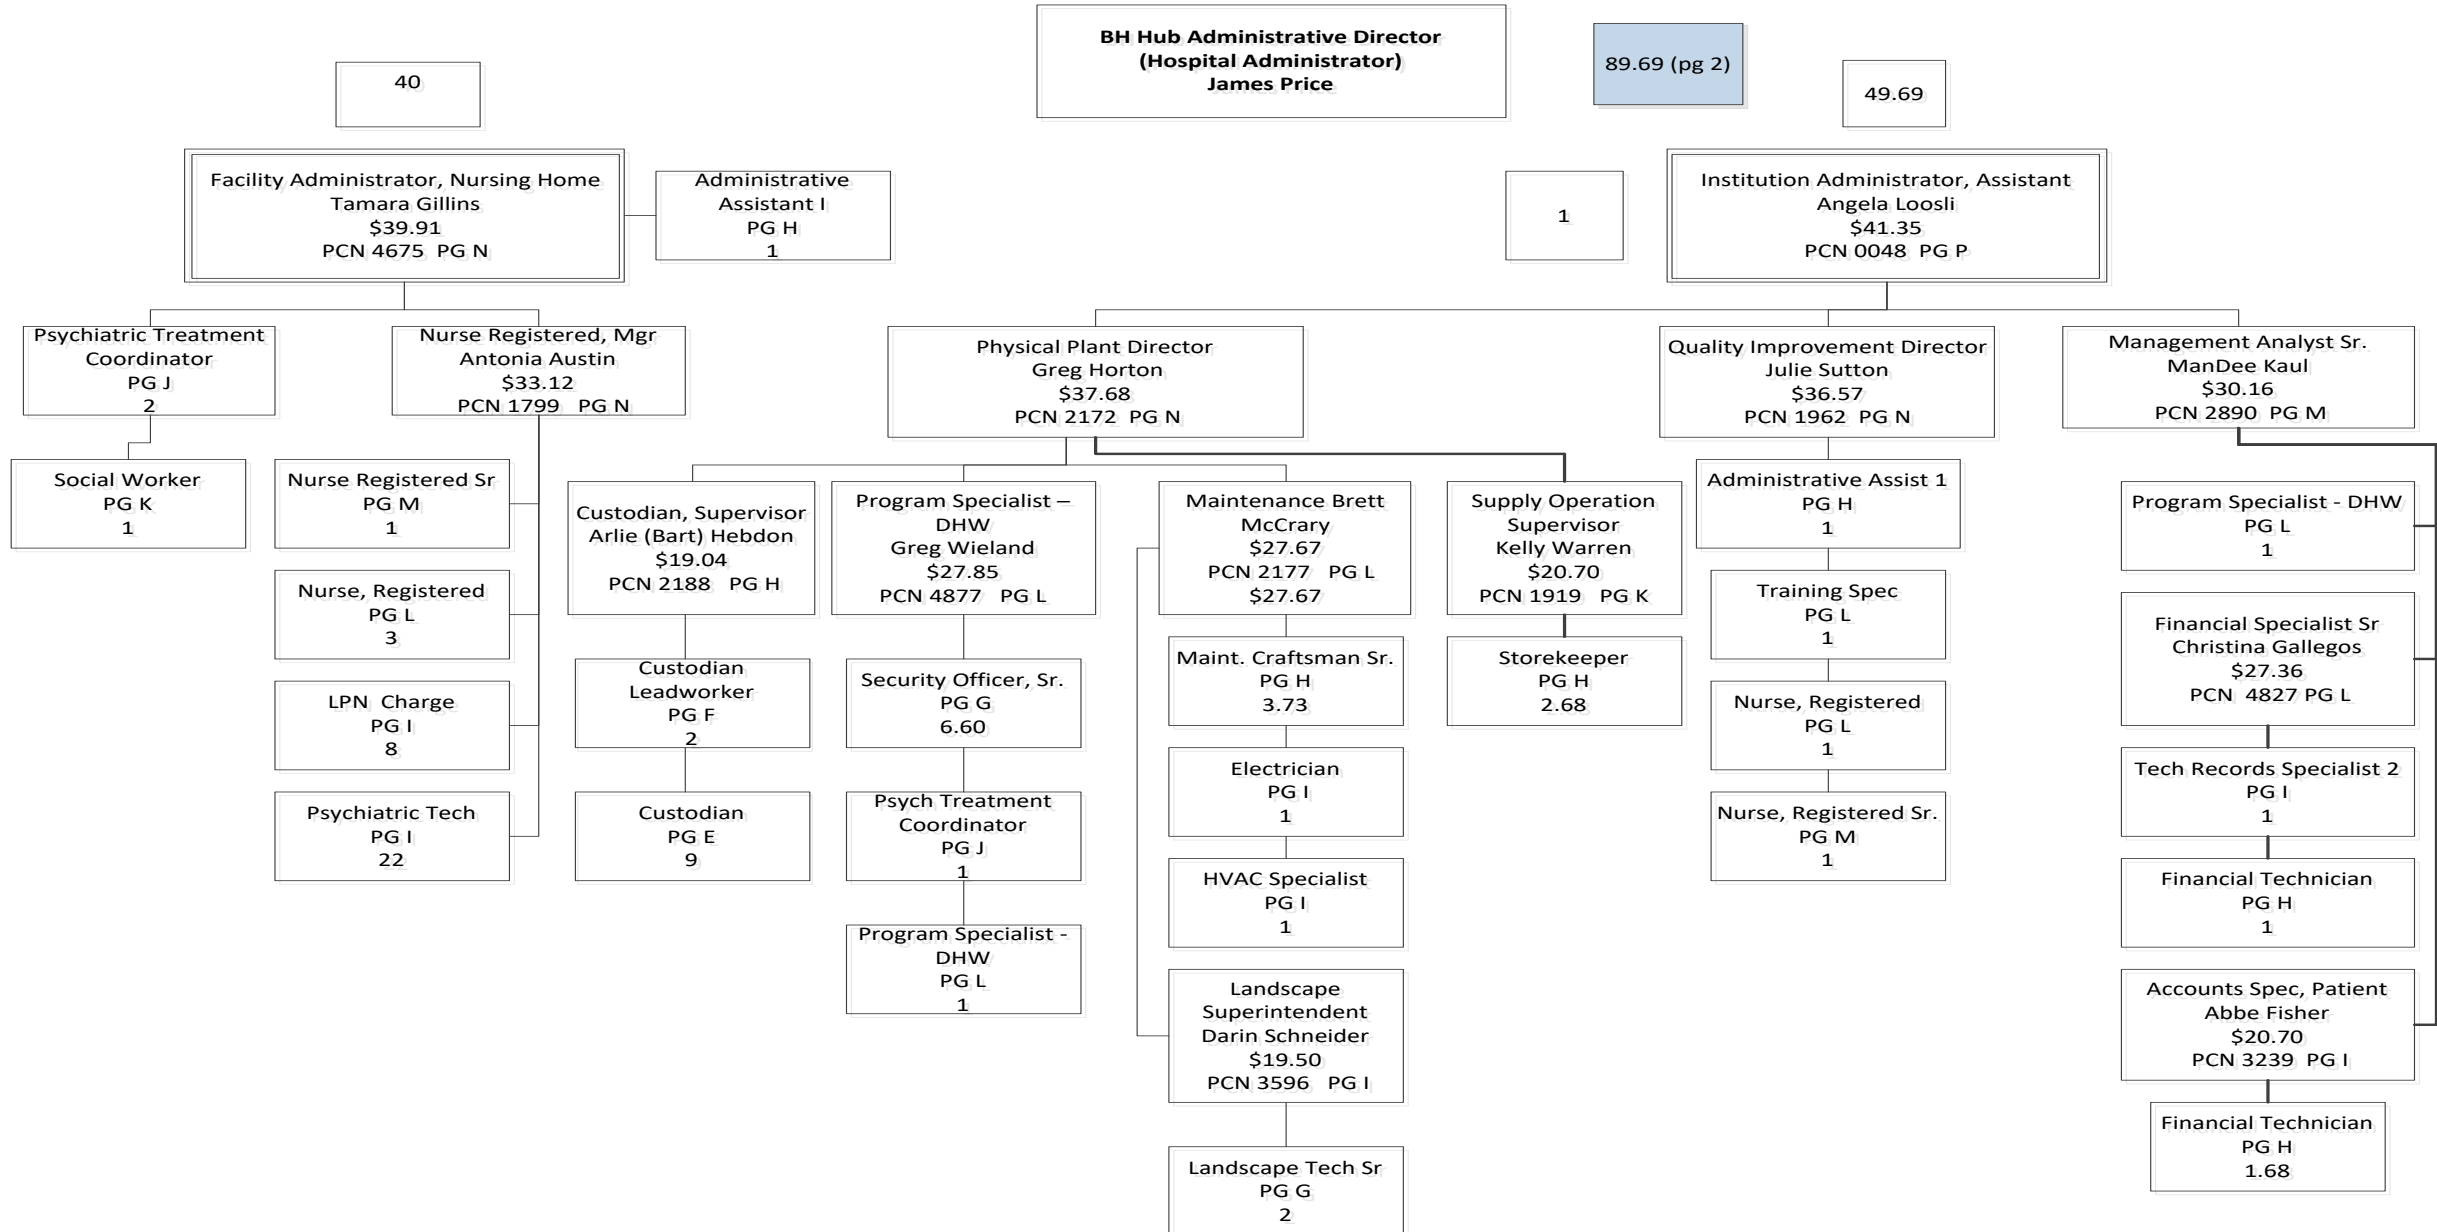 BH Hub Administrative Director
(Hospital Administrator)
James Price
89.69 (pg 2)
40
49.69
Facility Administrator, Nursing Home
Tamara Gillins
$39.91
PCN 4675  PG N
Administrative
Assistant I
PG H
1
1
Institution Administrator, Assistant
Angela Loosli
$41.35
PCN 0048  PG P
Psychiatric Treatment
Coordinator
PG J
2
Nurse Registered, Mgr
Antonia Austin
$33.12
PCN 1799   PG N
Physical Plant Director
Greg Horton
$37.68
PCN 2172  PG N
Quality Improvement Director
Julie Sutton
$36.57
PCN 1962  PG N
Management Analyst Sr.
ManDee Kaul
$30.16
PCN 2890  PG M
Social Worker
PG K
1
Nurse Registered Sr
PG M
1
Nurse, Registered
PG L
3
LPN  Charge
PG I
8
Psychiatric Tech
PG I
22
Custodian, Supervisor
Arlie (Bart) Hebdon
$19.04
PCN 2188   PG H
Custodian
Leadworker
PG F
2
Custodian
PG E
9
Program Specialist –
DHW
Greg Wieland
$27.85
PCN 4877   PG L
Security Officer, Sr.
PG G
6.60
Psych Treatment
Coordinator
PG J
1
Program Specialist -
DHW
PG L
1
Maintenance Brett
McCrary
$27.67
PCN 2177   PG L
$27.67
Maint. Craftsman Sr.
PG H
3.73
Electrician
PG I
1
HVAC Specialist
PG I
1
Landscape
Superintendent
Darin Schneider
$19.50
PCN 3596   PG I
Landscape Tech Sr
PG G
2
Supply Operation
Supervisor
Kelly Warren
$20.70
PCN 1919   PG K
Storekeeper
PG H
2.68
Administrative Assist 1
PG H
1
Training Spec
PG L
1
Nurse, Registered
PG L
1
Nurse, Registered Sr.
PG M
1
Program Specialist - DHW
PG L
1
Financial Specialist Sr
Christina Gallegos
$27.36
PCN  4827 PG L
Tech Records Specialist 2
PG I
1
Financial Technician
PG H
1
Accounts Spec, Patient
Abbe Fisher
$20.70
PCN 3239  PG I
Financial Technician
PG H
1.68